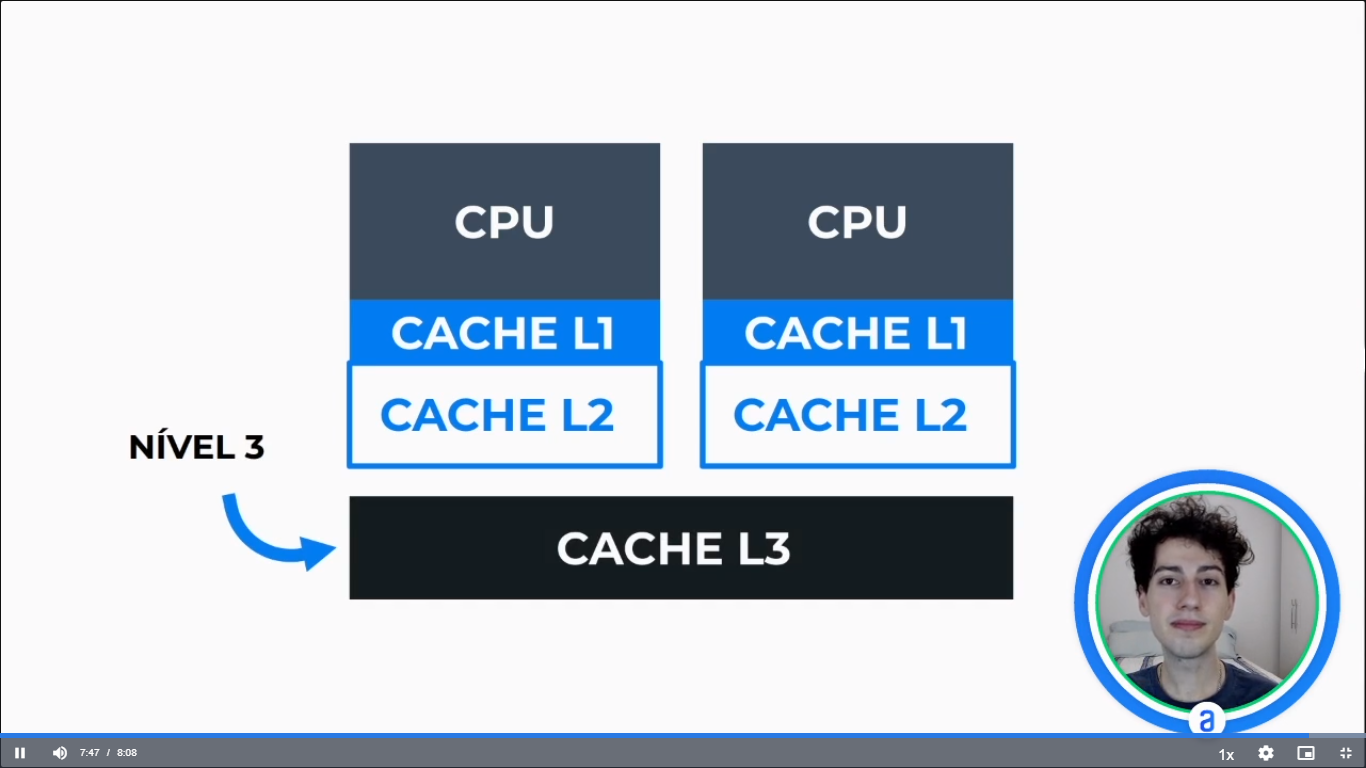 CPU CPU
CACHE L1 CACHE L1
CACHE L2 CACHE L2
NÍVEL 3
CACHE L3
a
7:47 / 8:08 1x